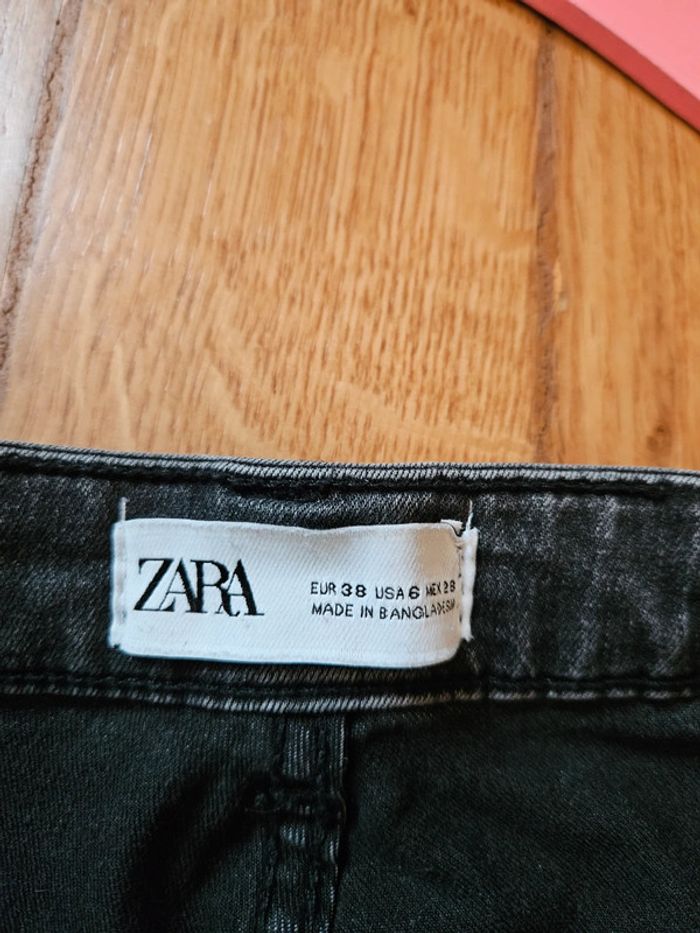 ZARA
EUR 38 USA 6 MEX 28
MADE IN BANGLADESH